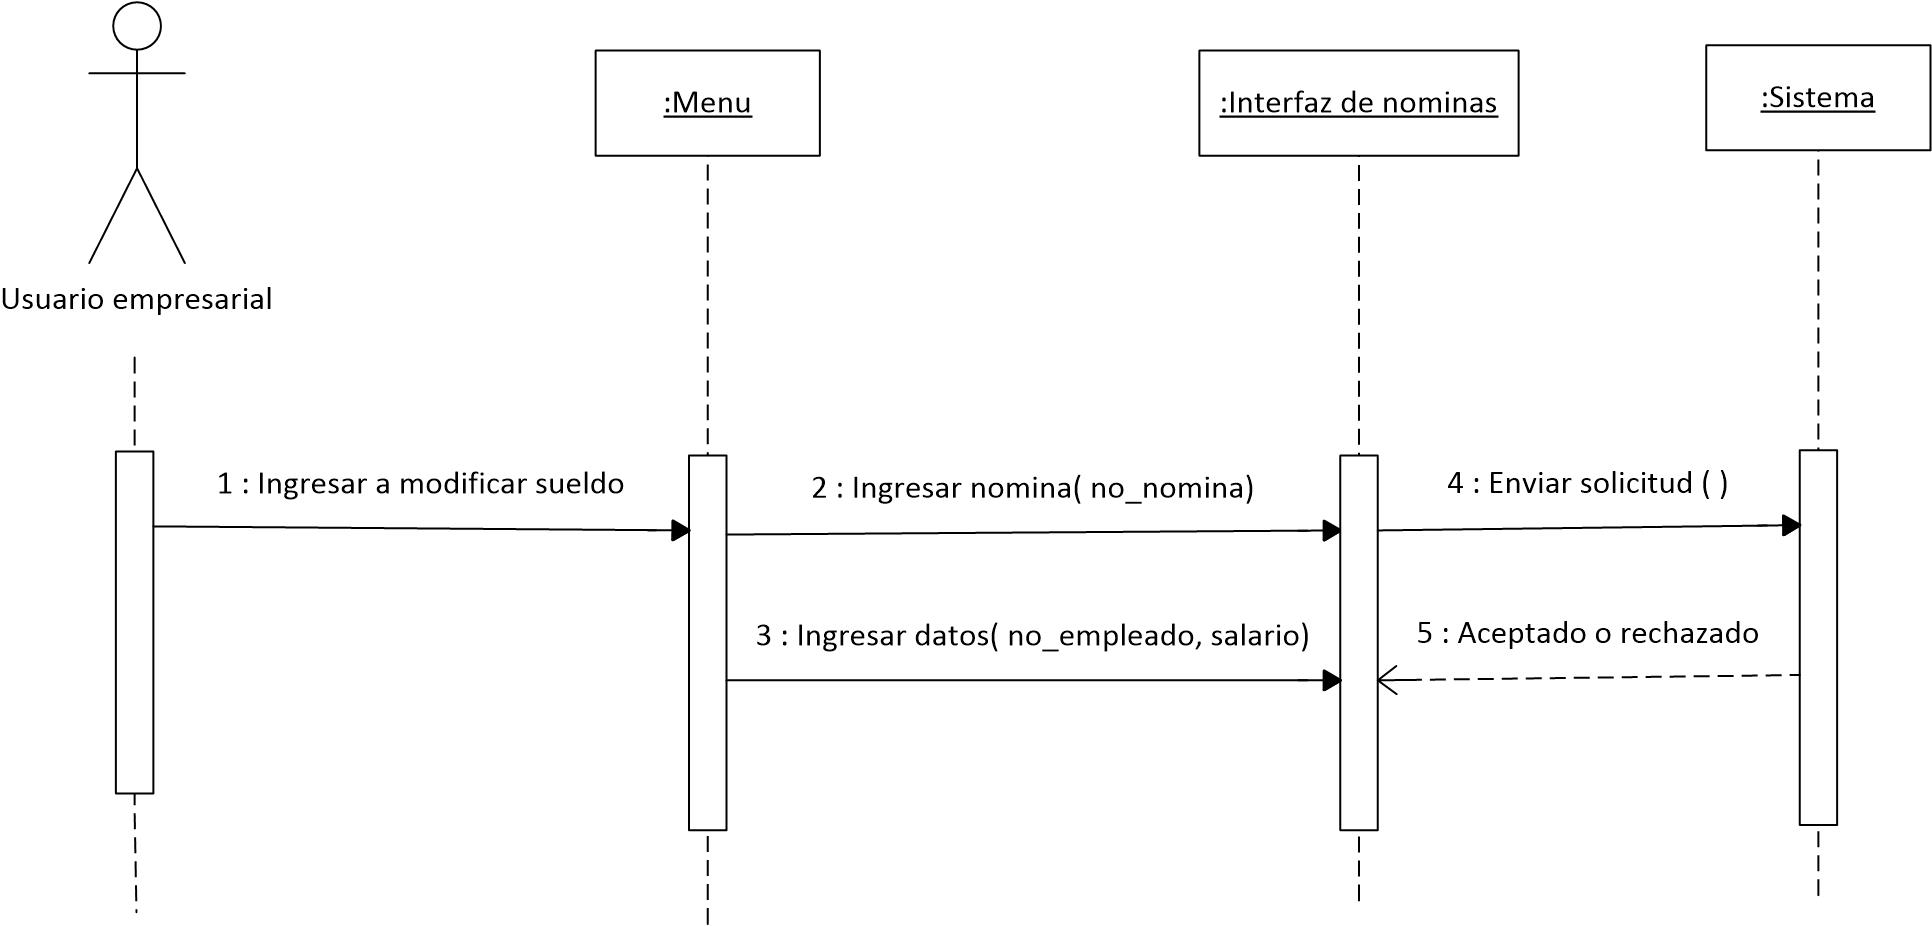 :Menu
:Interfaz de nominas
:Sistema
Usuario empresarial
1 : Ingresar a modificar sueldo
2 : Ingresar nomina( no_nomina)
4 : Enviar solicitud ( )
3 : Ingresar datos( no_empleado, salario)
5 : Aceptado o rechazado